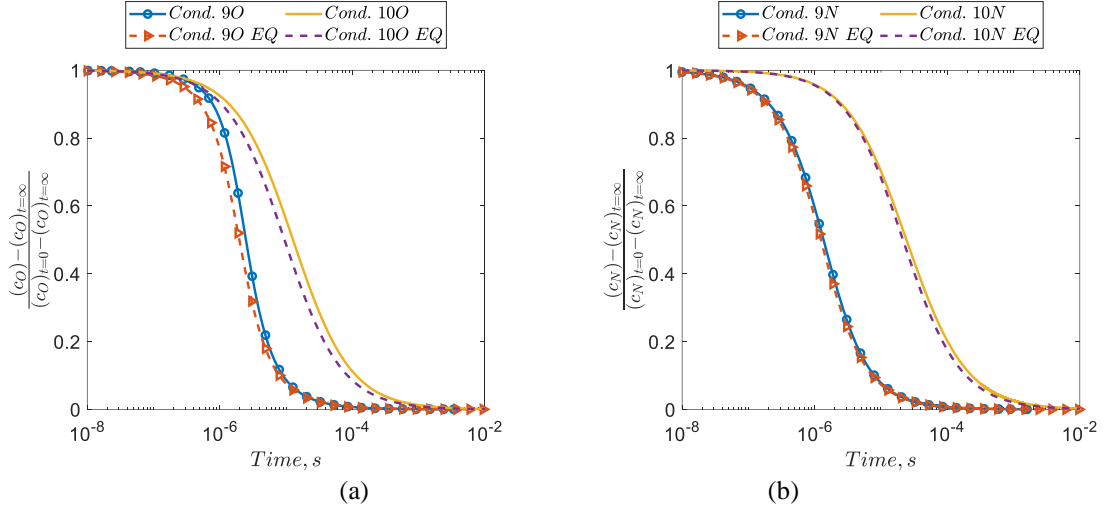 Cond. 9O
Cond. 10O
Cond. 9O EQ
Cond. 10O EQ
1
0.8
0.6
0.4
0.2
0
10^-8
10^-6
10^-4
10^-2
(c_O)-(c_O)_{t=∞}
(c_O)_{t=0}-(c_O)_{t=∞}
Time, s
(a)
Cond. 9N
Cond. 10N
Cond. 9N EQ
Cond. 10N EQ
1
0.8
0.6
0.4
0.2
0
10^-8
10^-6
10^-4
10^-2
(c_N)-(c_N)_{t=∞}
(c_N)_{t=0}-(c_N)_{t=∞}
Time, s
(b)